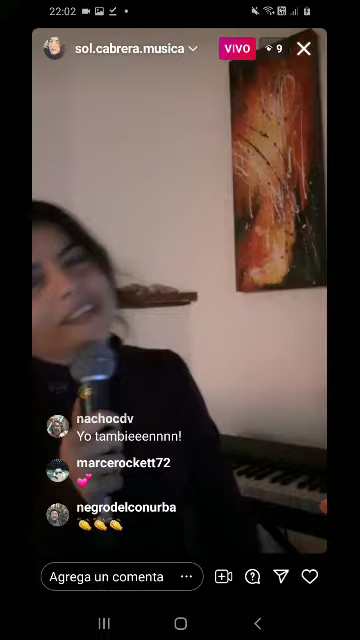 22:02
sol.cabrera.musica
VIVO
9
nachocdv
Yo tambieeennnn!
marcerockett72
💕
negrodelconurba
👏👏👏
Agrega un comenta